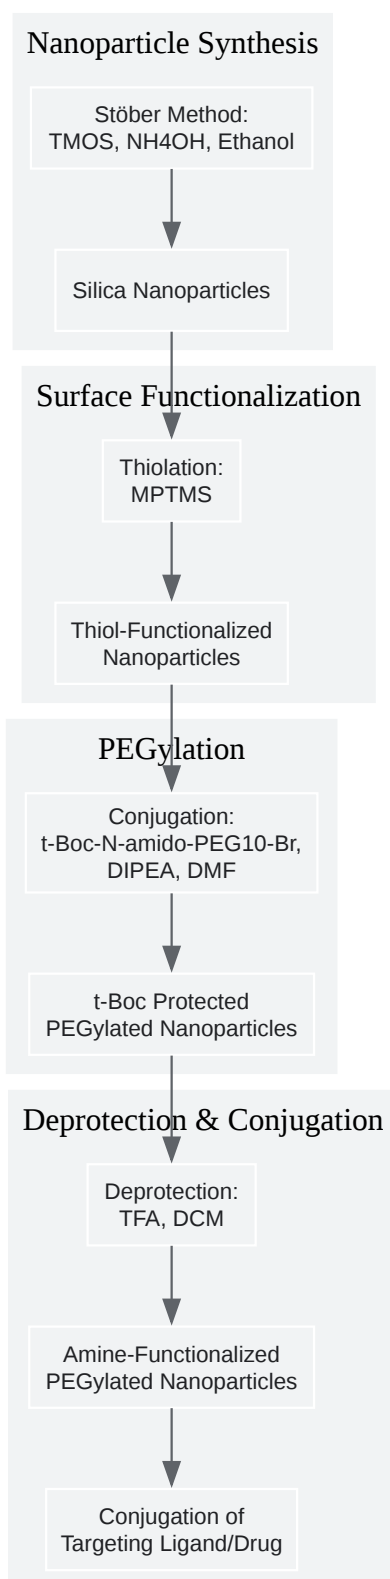 Nanoparticle Synthesis
Stöber Method:
TMOS, NH4OH, Ethanol
Silica Nanoparticles
Surface Functionalization
Thiolation:
MPTMS
Thiol-Functionalized
Nanoparticles
PEGylation
Conjugation:
t-Boc-N-amido-PEG10-Br,
DIPEA, DMF
t-Boc Protected
PEGylated Nanoparticles
Deprotection & Conjugation
Deprotection:
TFA, DCM
Amine-Functionalized
PEGylated Nanoparticles
Conjugation of
Targeting Ligand/Drug